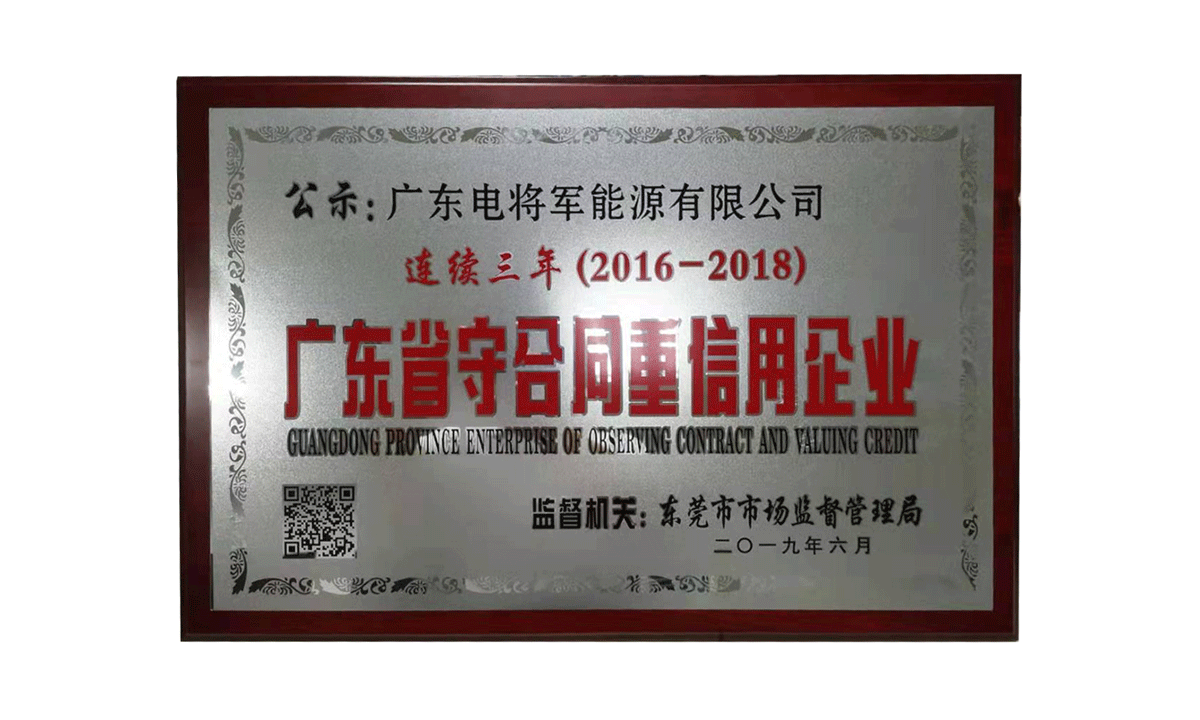 公示：广东电将军能源有限公司
连续三年(2016-2018)
广东省守合同重信用企业
GUANGDONG PROVINCE ENTERPRISE OF OBSERVING CONTRACT AND VALUING CREDIT
监督机关：东莞市市场监督管理局
二〇一九年六月